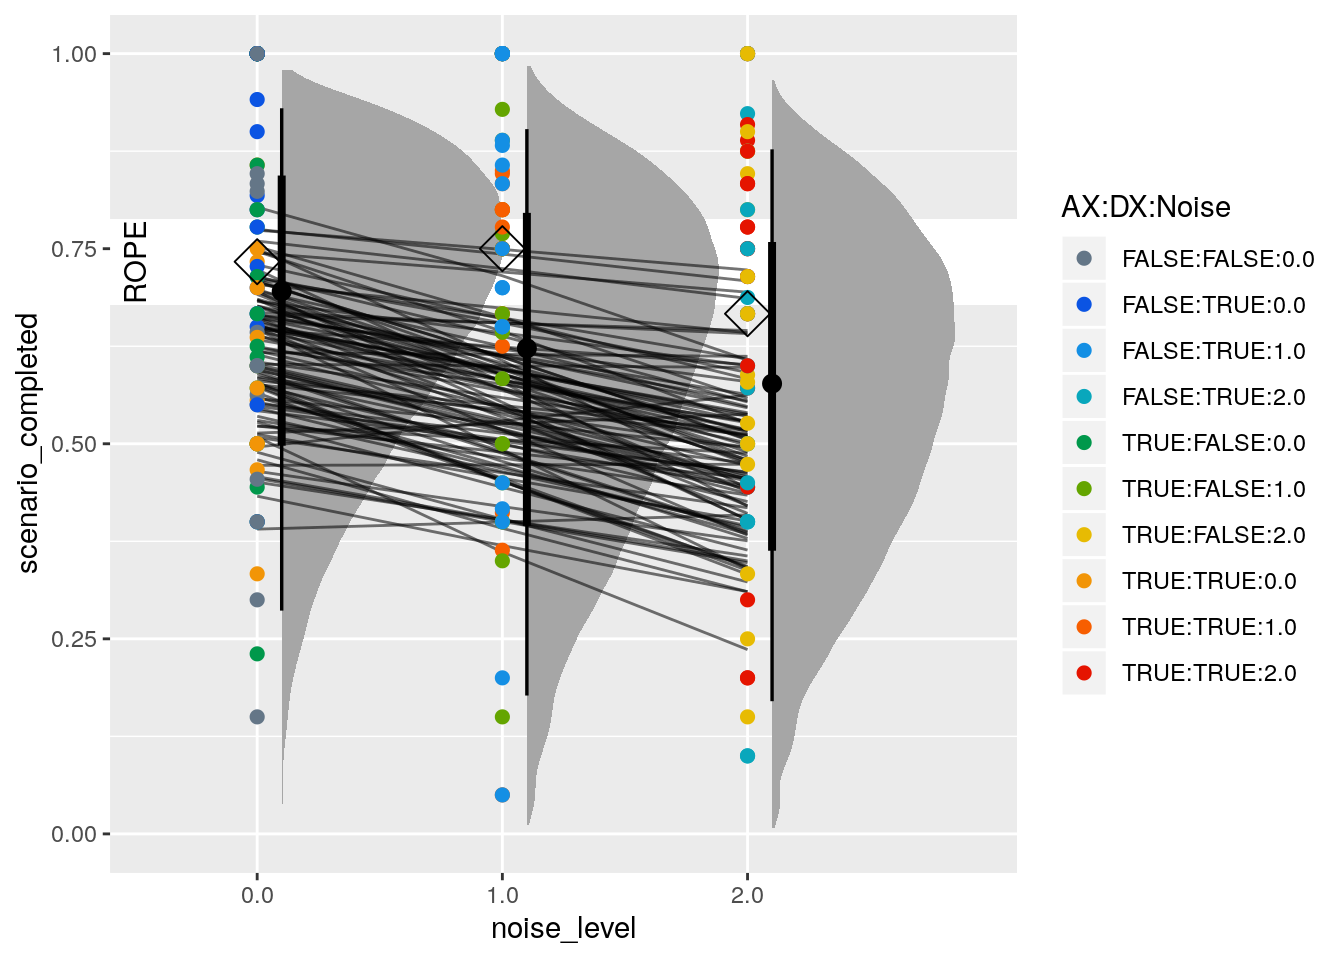 1.00
0.75
0.50
0.25
0.00
scenario_completed
ROPE
0.0
1.0
2.0
noise_level
AX:DX:Noise
FALSE:FALSE:0.0
FALSE:TRUE:0.0
FALSE:TRUE:1.0
FALSE:TRUE:2.0
TRUE:FALSE:0.0
TRUE:FALSE:1.0
TRUE:FALSE:2.0
TRUE:TRUE:0.0
TRUE:TRUE:1.0
TRUE:TRUE:2.0